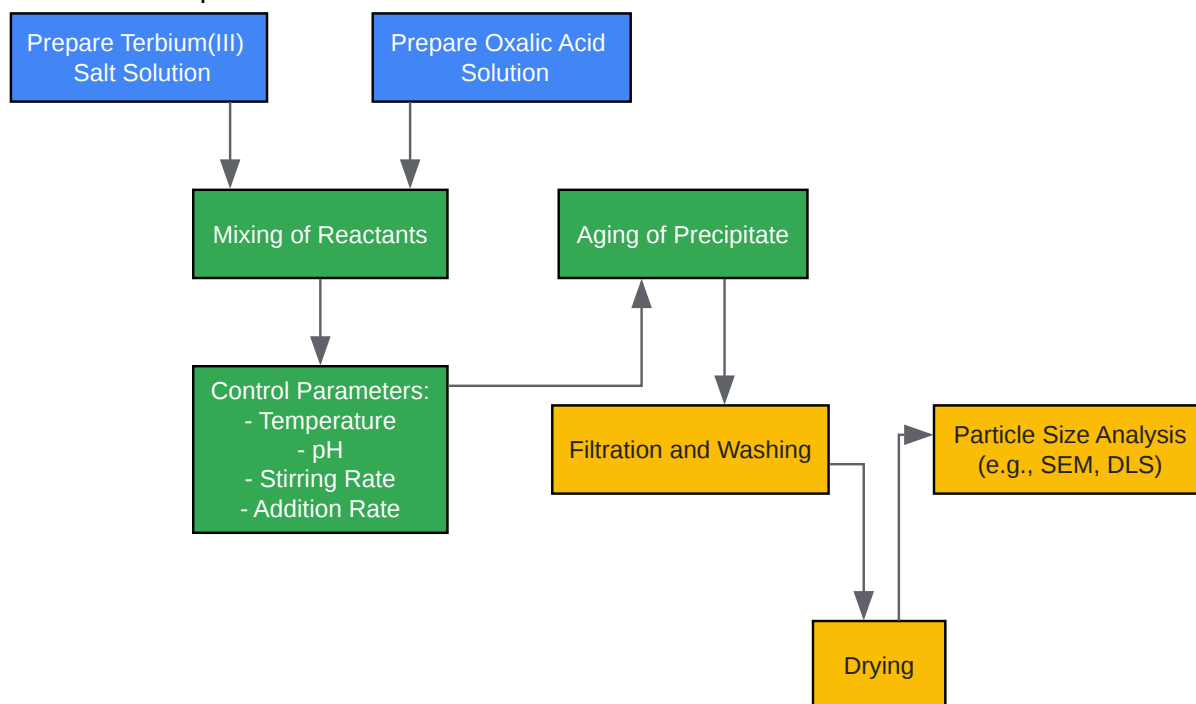 Prepare Terbium(III)
Salt Solution
Prepare Oxalic Acid
Solution
Mixing of Reactants
Aging of Precipitate
Control Parameters:
- Temperature
- pH
- Stirring Rate
- Addition Rate
Filtration and Washing
Particle Size Analysis
(e.g., SEM, DLS)
Drying